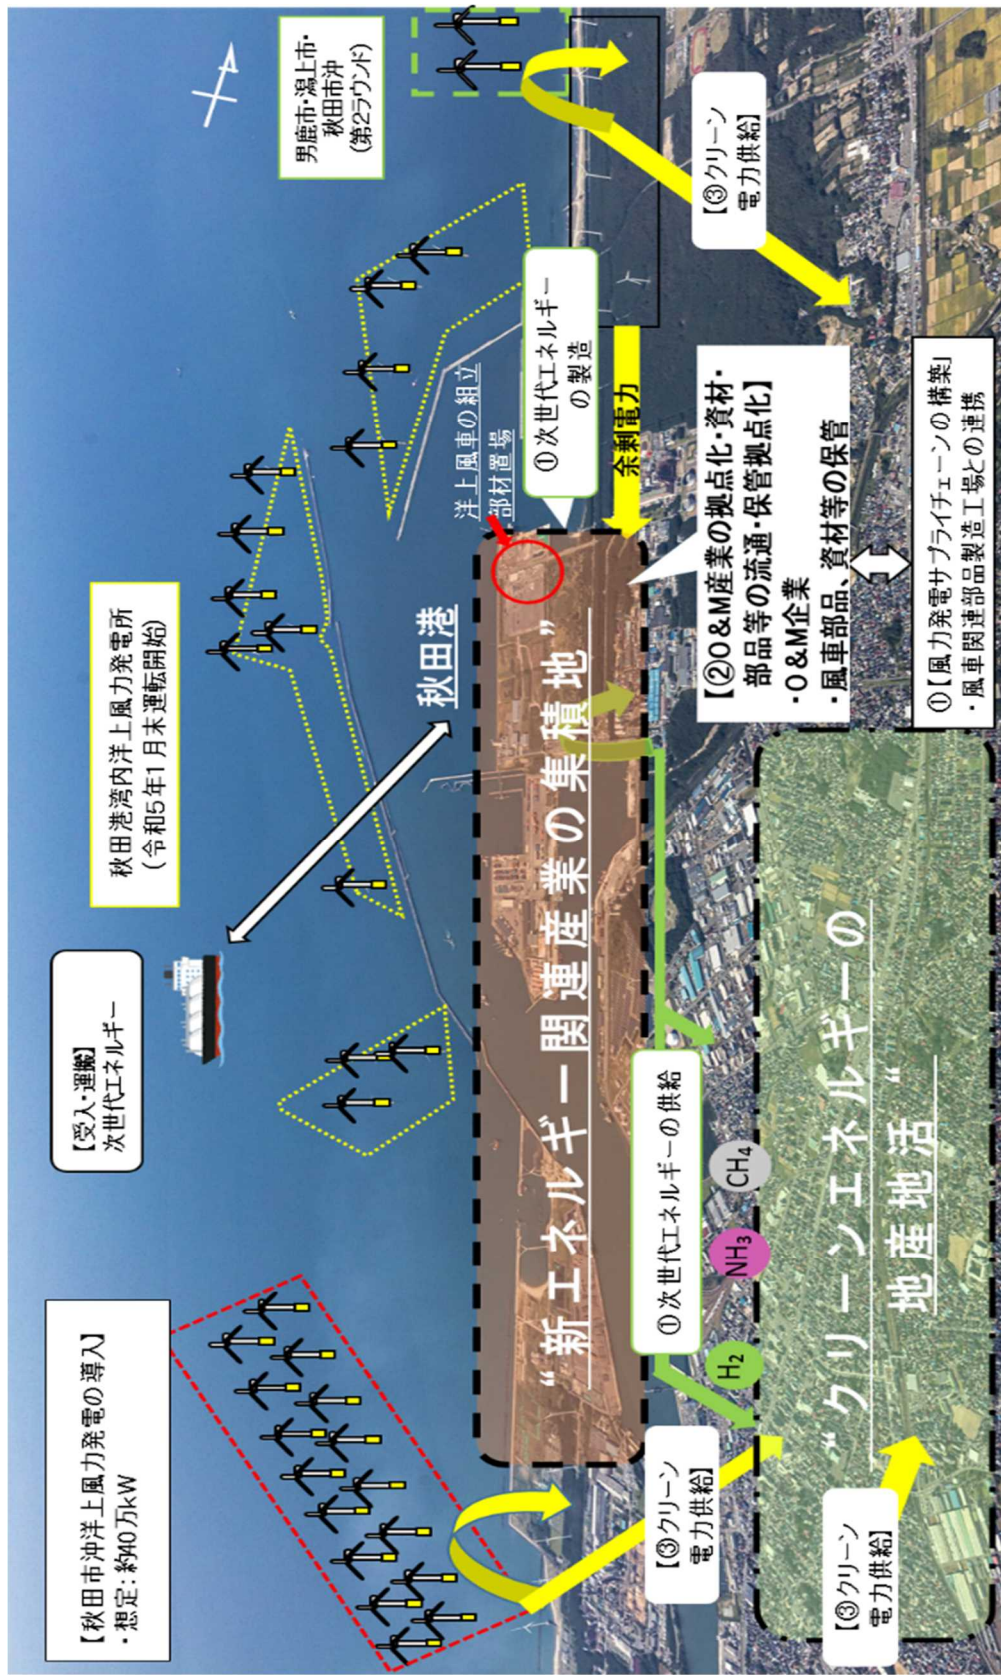 【秋田市沖洋上風力発電の導入】
・想定：約40万kW
【受入・運搬】
次世代エネルギー
秋田港湾内洋上風力発電所
(令和5年1月末運転開始)
男鹿市・潟上市・
秋田市沖
(第2ラウンド)
秋田港
洋上風車の組立
部材置場
①次世代エネルギー
の製造
“新エネルギー関連産業の集積地”
余剰電力
【③クリーン
電力供給】
【③クリーン
電力供給】
①次世代エネルギーの供給
H2
NH3
CH4
【②O&M産業の拠点化・資材・
部品等の流通・保管拠点化】
・O&M企業
・風車部品、資材等の保管
“クリーンエネルギーの
地産地活“
【③クリーン
電力供給】
①【風力発電サプライチェーンの構築」
・風車関連部品製造工場との連携